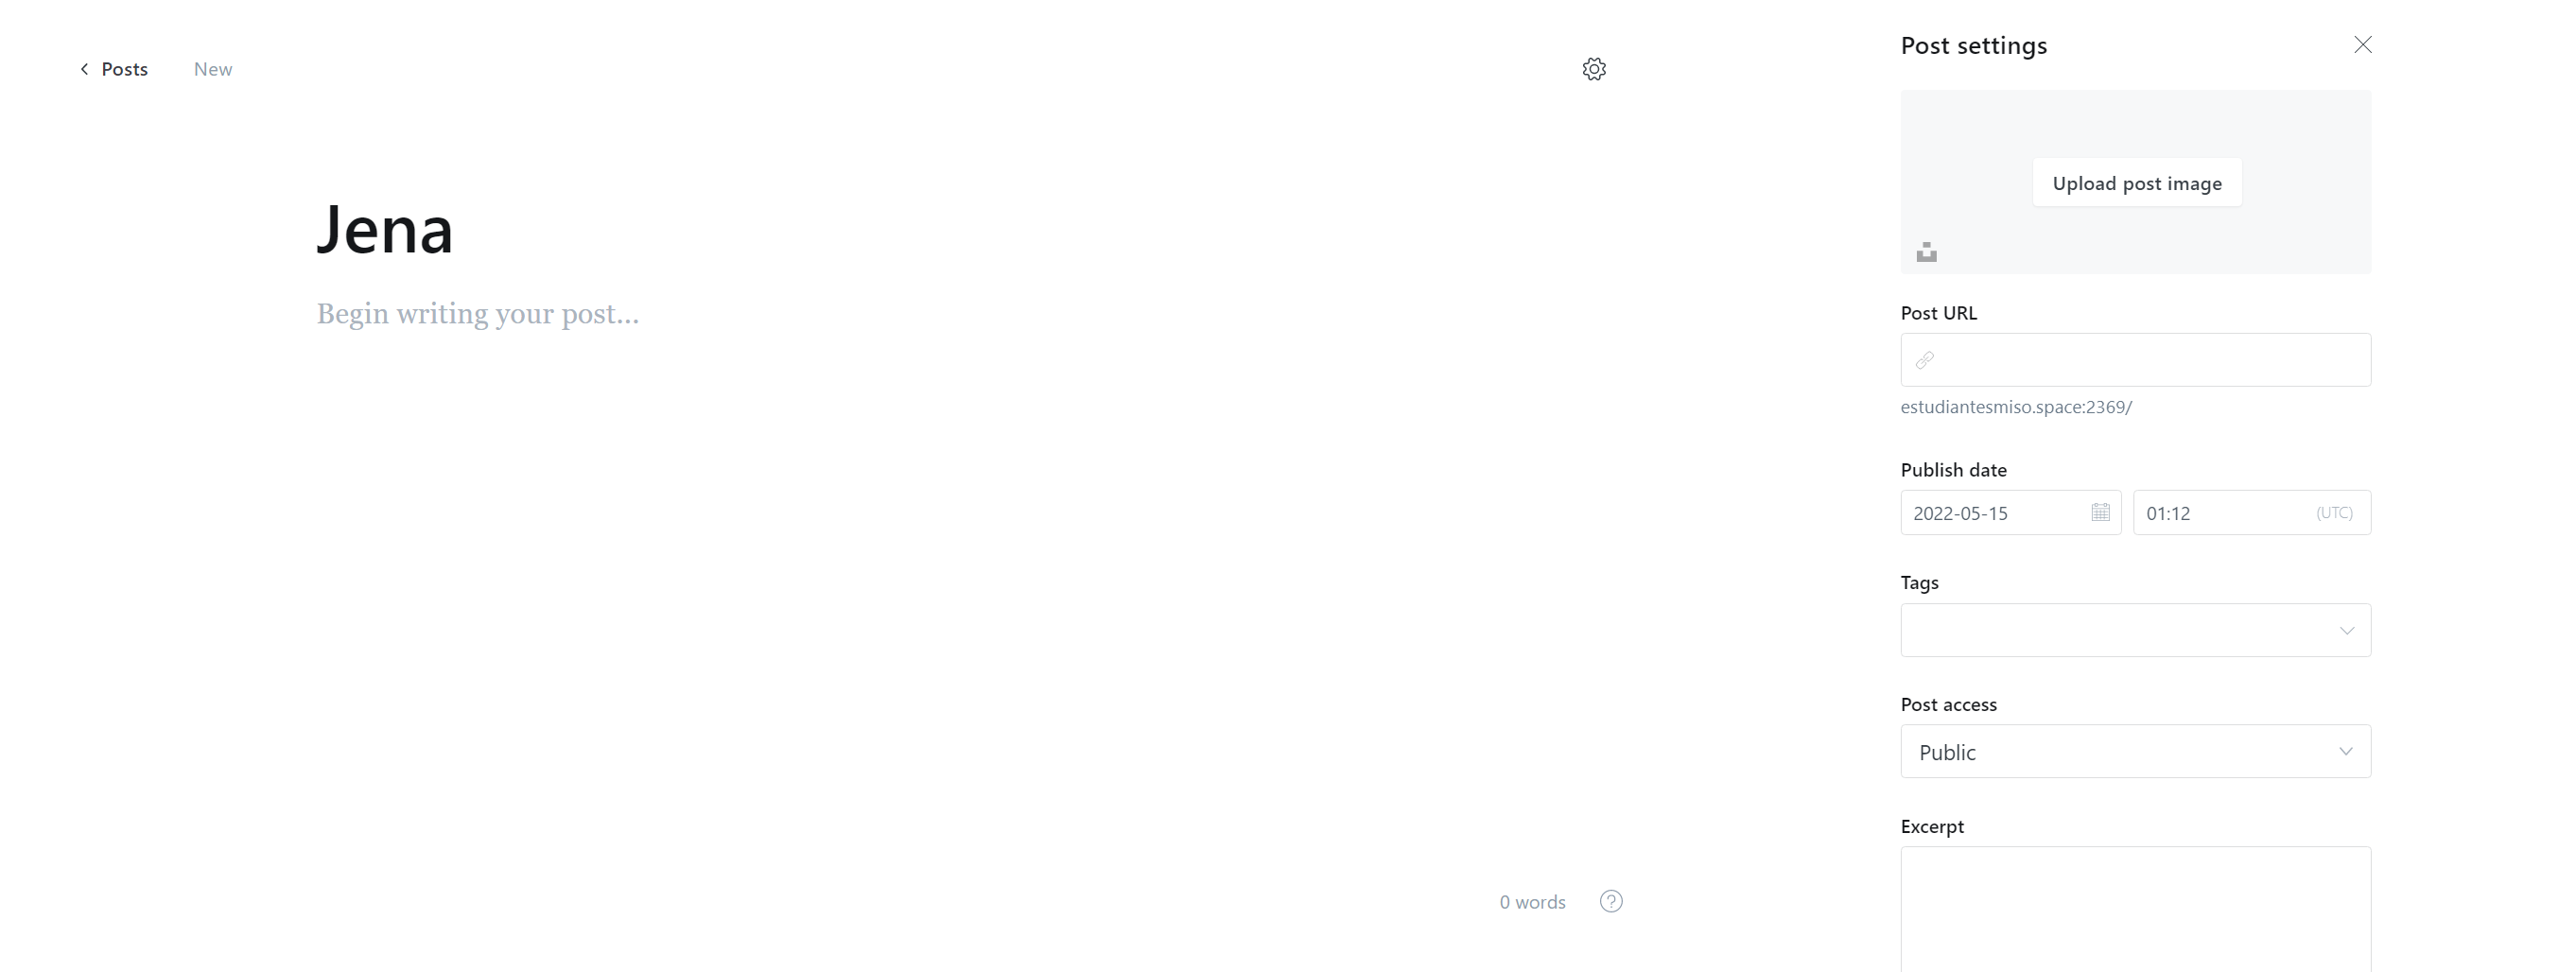 Posts
New
Jena
Begin writing your post...
0 words
?
Post settings
Upload post image
Post URL
estudiantesmiso.space:2369/
Publish date
2022-05-15
01:12
(UTC)
Tags
Post access
Public
Excerpt